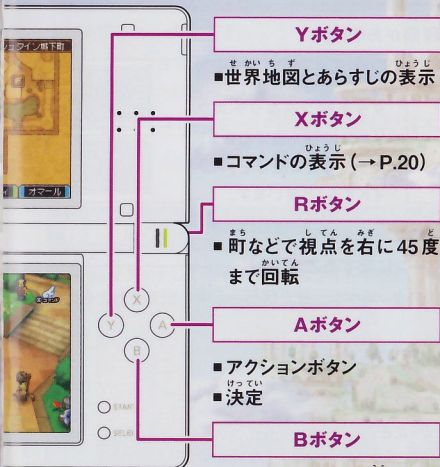 Yボタン
■世界地図とあらすじの表示
Xボタン
■コマンドの表示(→P.20)
Rボタン
■町などで視点を右に45度
まで回転
Aボタン
■アクションボタン
■決定
Bボタン
シュタイン城下町
オマール
X
Y
A
B
START
SELECT